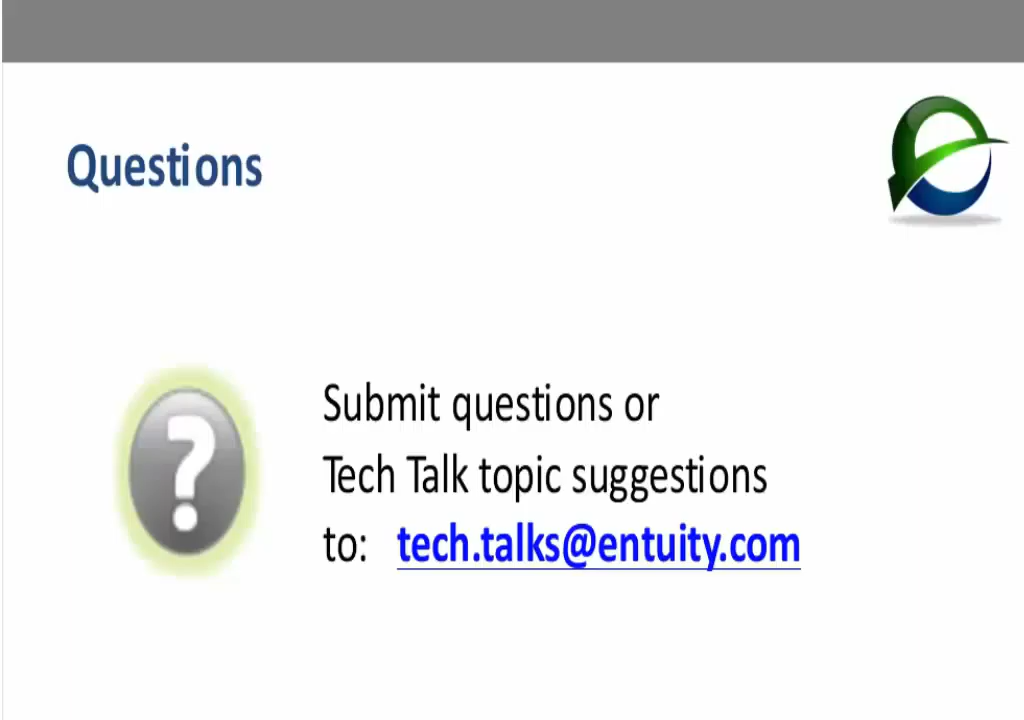 Questions
Submit questions or
Tech Talk topic suggestions
to: tech.talks@entuity.com